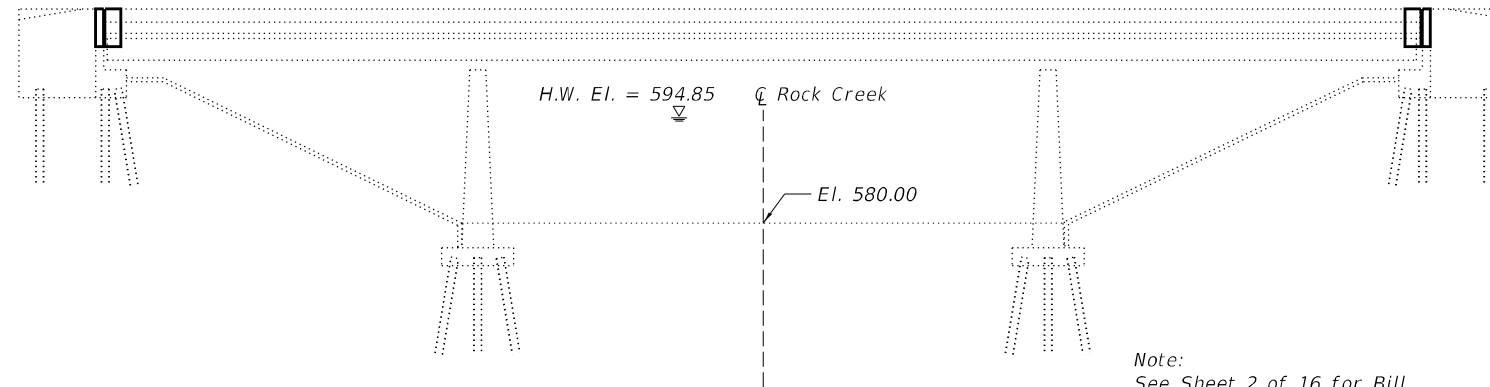 H.W. El. = 594.85
℄ Rock Creek
El. 580.00
Note:
See Sheet 2 of 16 for Bill